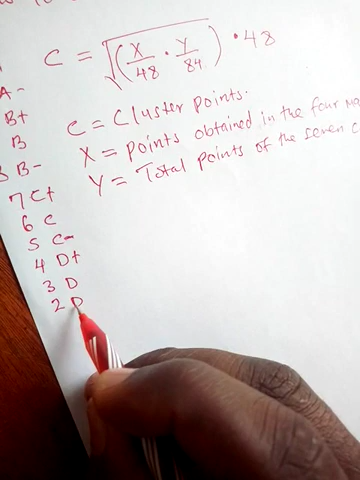 C = √(X/48 · Y/84) · 48
A-
B+
B
B-
7 C+
6 C
5 C-
4 D+
3 D
2 D
C = Cluster points.
X = points obtained in the four
Y = Total points of the seven